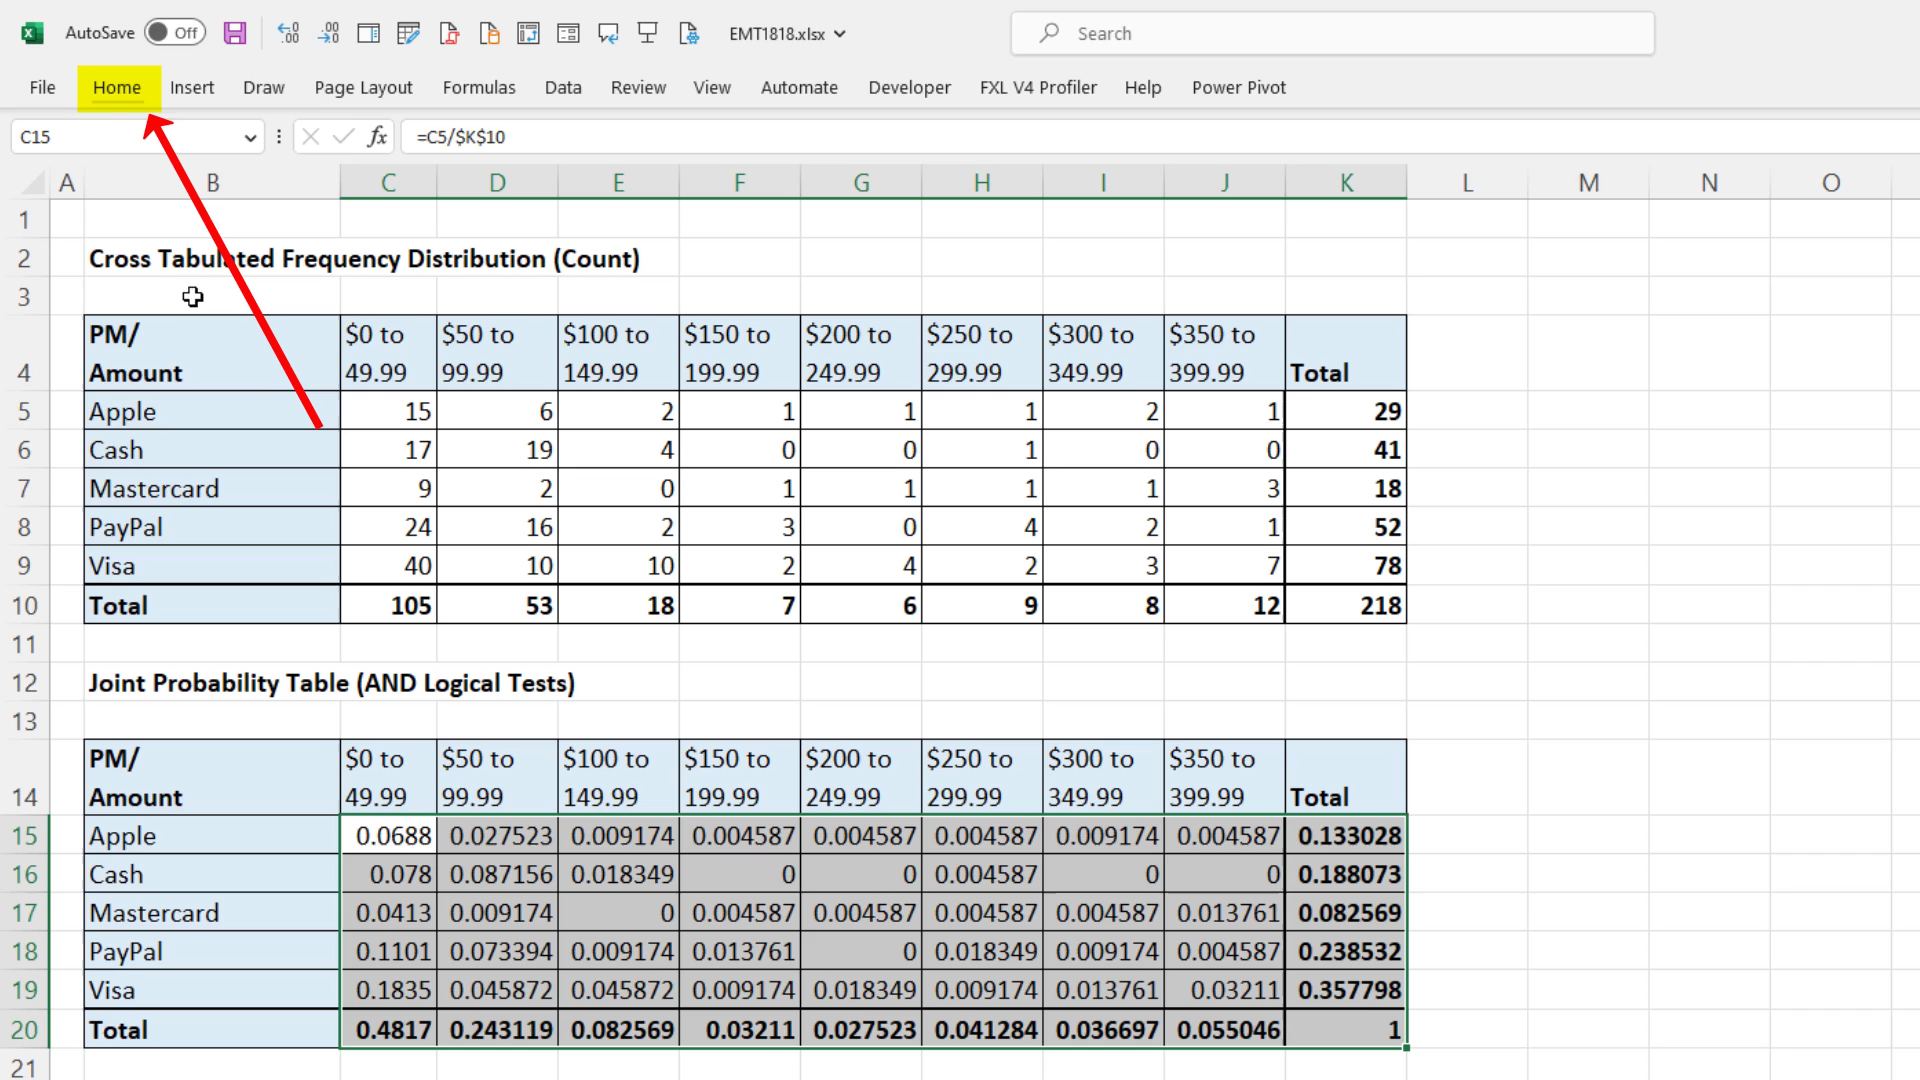 AutoSave Off EMT1818.xlsx Search
File Home Insert Draw Page Layout Formulas Data Review View Automate Developer FXL V4 Profiler Help Power Pivot
C15 fx =C5/$K$10
A B C D E F G H I J K L M N O
1
2 Cross Tabulated Frequency Distribution (Count)
3
PM/ $0 to $50 to $100 to $150 to $200 to $250 to $300 to $350 to
4 Amount 49.99 99.99 149.99 199.99 249.99 299.99 349.99 399.99 Total
5 Apple 15 6 2 1 1 1 2 1 29
6 Cash 17 19 4 0 0 1 0 0 41
7 Mastercard 9 2 0 1 1 1 1 3 18
8 PayPal 24 16 2 3 0 4 2 1 52
9 Visa 40 10 10 2 4 2 3 7 78
10 Total 105 53 18 7 6 9 8 12 218
11
12 Joint Probability Table (AND Logical Tests)
13
PM/ $0 to $50 to $100 to $150 to $200 to $250 to $300 to $350 to
14 Amount 49.99 99.99 149.99 199.99 249.99 299.99 349.99 399.99 Total
15 Apple 0.0688 0.027523 0.009174 0.004587 0.004587 0.004587 0.009174 0.004587 0.133028
16 Cash 0.078 0.087156 0.018349 0 0 0.004587 0 0 0.188073
17 Mastercard 0.0413 0.009174 0 0.004587 0.004587 0.004587 0.004587 0.013761 0.082569
18 PayPal 0.1101 0.073394 0.009174 0.013761 0 0.018349 0.009174 0.004587 0.238532
19 Visa 0.1835 0.045872 0.045872 0.009174 0.018349 0.009174 0.013761 0.03211 0.357798
20 Total 0.4817 0.243119 0.082569 0.03211 0.027523 0.041284 0.036697 0.055046 1
21